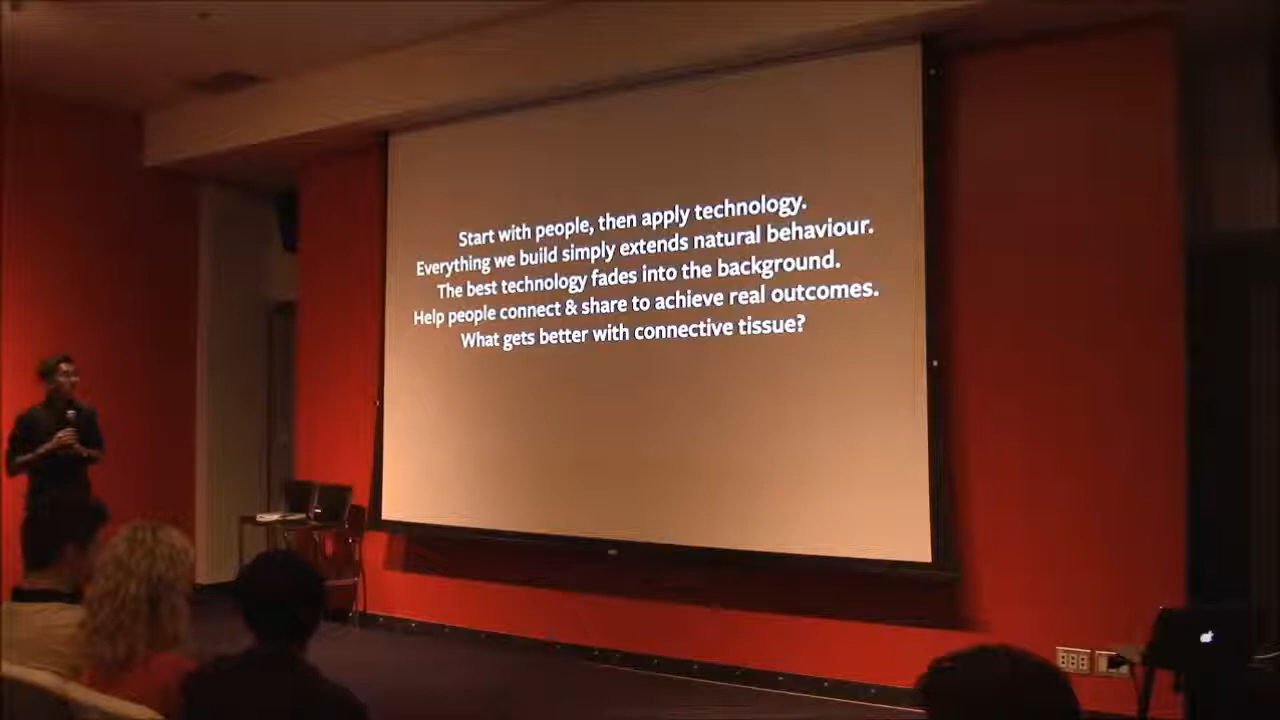 Start with people, then apply technology.
Everything we build simply extends natural behaviour.
The best technology fades into the background.
Help people connect & share to achieve real outcomes.
What gets better with connective tissue?